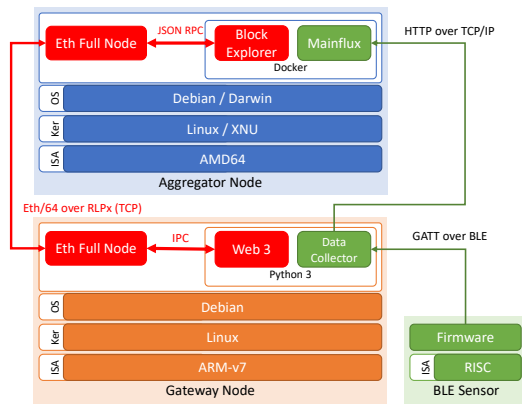 JSON RPC
HTTP over TCP/IP
Eth Full Node
Block
Explorer
Mainflux
Docker
OS
Debian / Darwin
Ker
Linux / XNU
ISA
AMD64
Aggregator Node
Eth/64 over RLPx (TCP)
IPC
GATT over BLE
Eth Full Node
Web 3
Data
Collector
Python 3
OS
Debian
Ker
Linux
Firmware
ISA
ARM-v7
ISA
RISC
Gateway Node
BLE Sensor